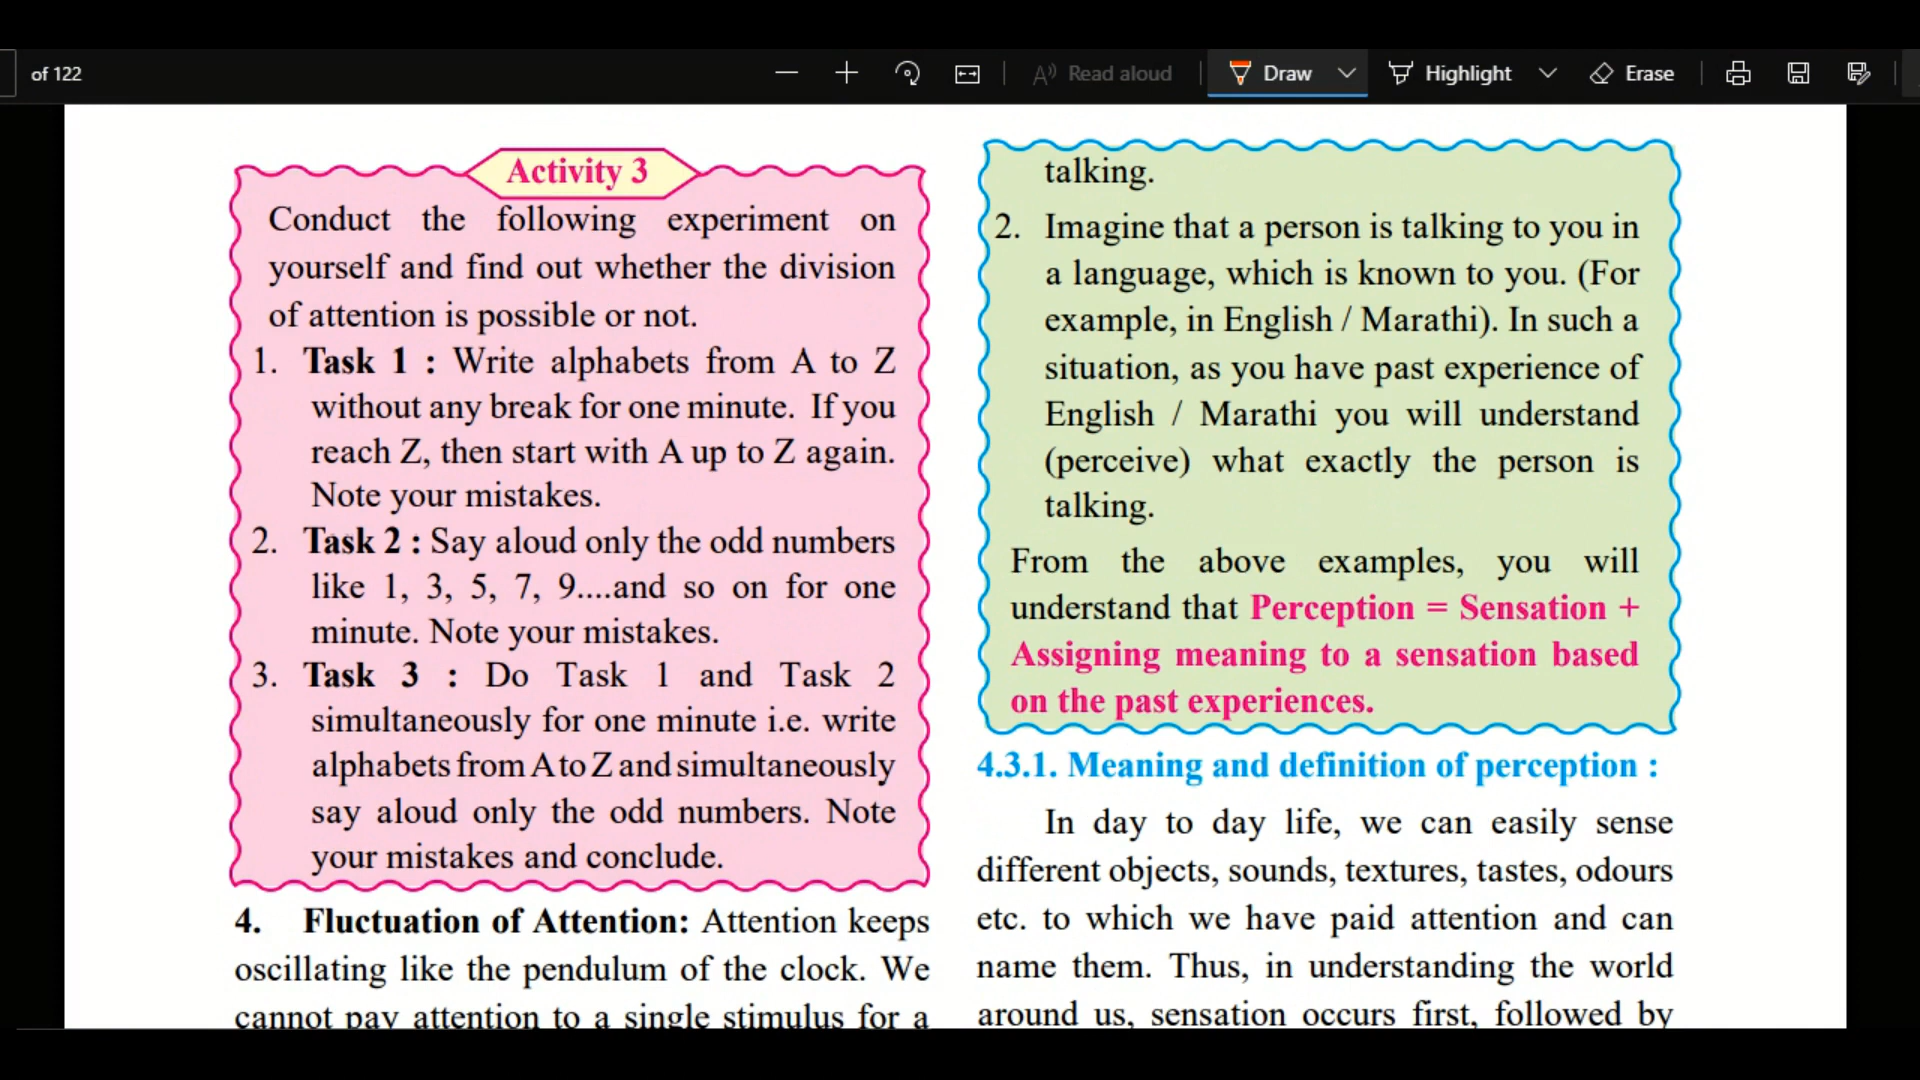 of 122
Read aloud
Draw
Highlight
Erase
Activity 3
Conduct the following experiment on
yourself and find out whether the division
of attention is possible or not.
1. Task 1 : Write alphabets from A to Z
without any break for one minute. If you
reach Z, then start with A up to Z again.
Note your mistakes.
2. Task 2 : Say aloud only the odd numbers
like 1, 3, 5, 7, 9....and so on for one
minute. Note your mistakes.
3. Task 3 : Do Task 1 and Task 2
simultaneously for one minute i.e. write
alphabets from A to Z and simultaneously
say aloud only the odd numbers. Note
your mistakes and conclude.
4. Fluctuation of Attention: Attention keeps
oscillating like the pendulum of the clock. We
cannot pay attention to a single stimulus for a
talking.
2. Imagine that a person is talking to you in
a language, which is known to you. (For
example, in English / Marathi). In such a
situation, as you have past experience of
English / Marathi you will understand
(perceive) what exactly the person is
talking.
From the above examples, you will
understand that Perception = Sensation +
Assigning meaning to a sensation based
on the past experiences.
4.3.1. Meaning and definition of perception :
In day to day life, we can easily sense
different objects, sounds, textures, tastes, odours
etc. to which we have paid attention and can
name them. Thus, in understanding the world
around us, sensation occurs first, followed by